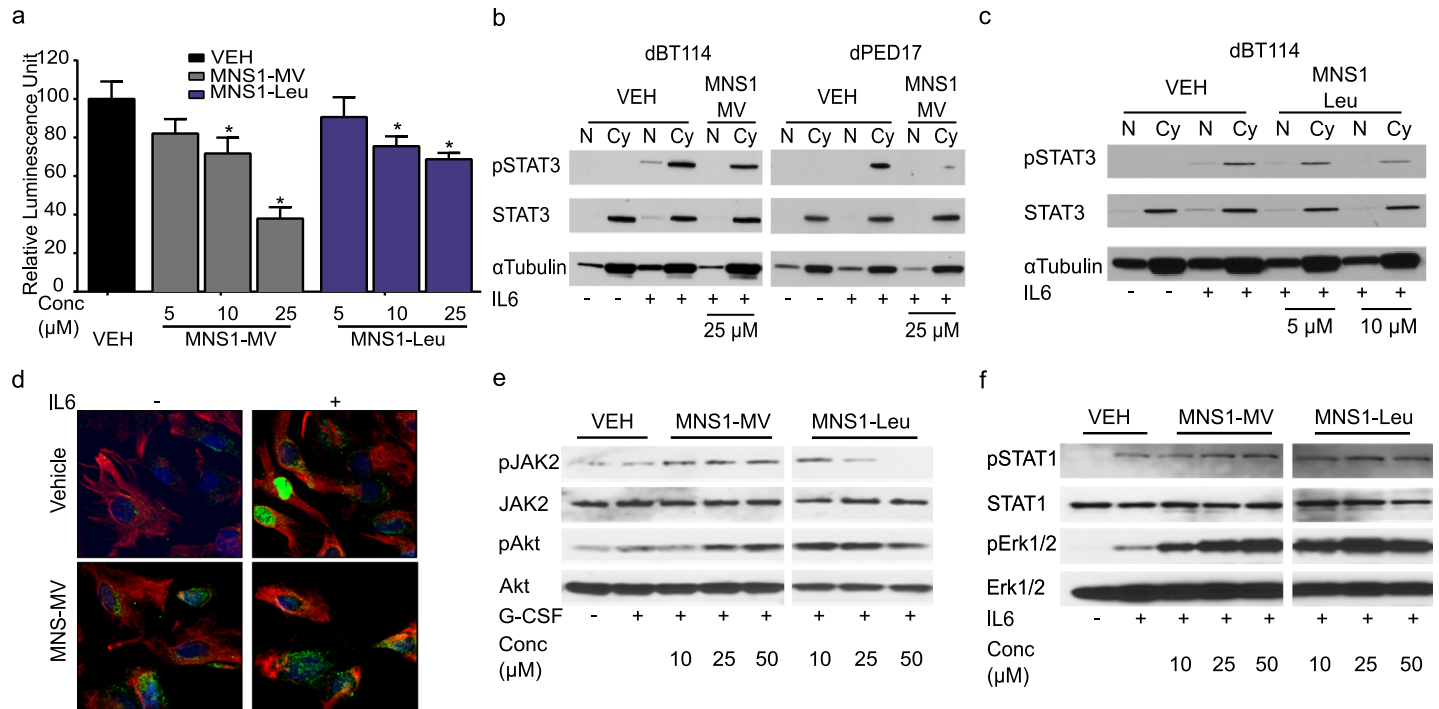 a
Relative Luminescence Unit
120
100
80
60
40
20
0
VEH
MNS1-MV
MNS1-Leu
*
*
*
*
Conc
(µM)
5 10 25 5 10 25
VEH MNS1-MV MNS1-Leu
b
dBT114 dPED17
VEH MNS1 MV VEH MNS1 MV
N Cy N Cy N Cy N Cy N Cy N Cy
pSTAT3
STAT3
αTubulin
IL6 - - + + + + - - + + + +
25 µM 25 µM
c
dBT114
VEH MNS1 Leu
N Cy N Cy N Cy N Cy
pSTAT3
STAT3
αTubulin
IL6 - - + + + + + +
5 µM 10 µM
d
IL6 - +
Vehicle
MNS-MV
e
VEH MNS1-MV MNS1-Leu
pJAK2
JAK2
pAkt
Akt
G-CSF - + + + + + + +
Conc
(µM) 10 25 50 10 25 50
f
VEH MNS1-MV MNS1-Leu
pSTAT1
STAT1
pErk1/2
Erk1/2
IL6 - + + + + + + +
Conc
(µM) 10 25 50 10 25 50